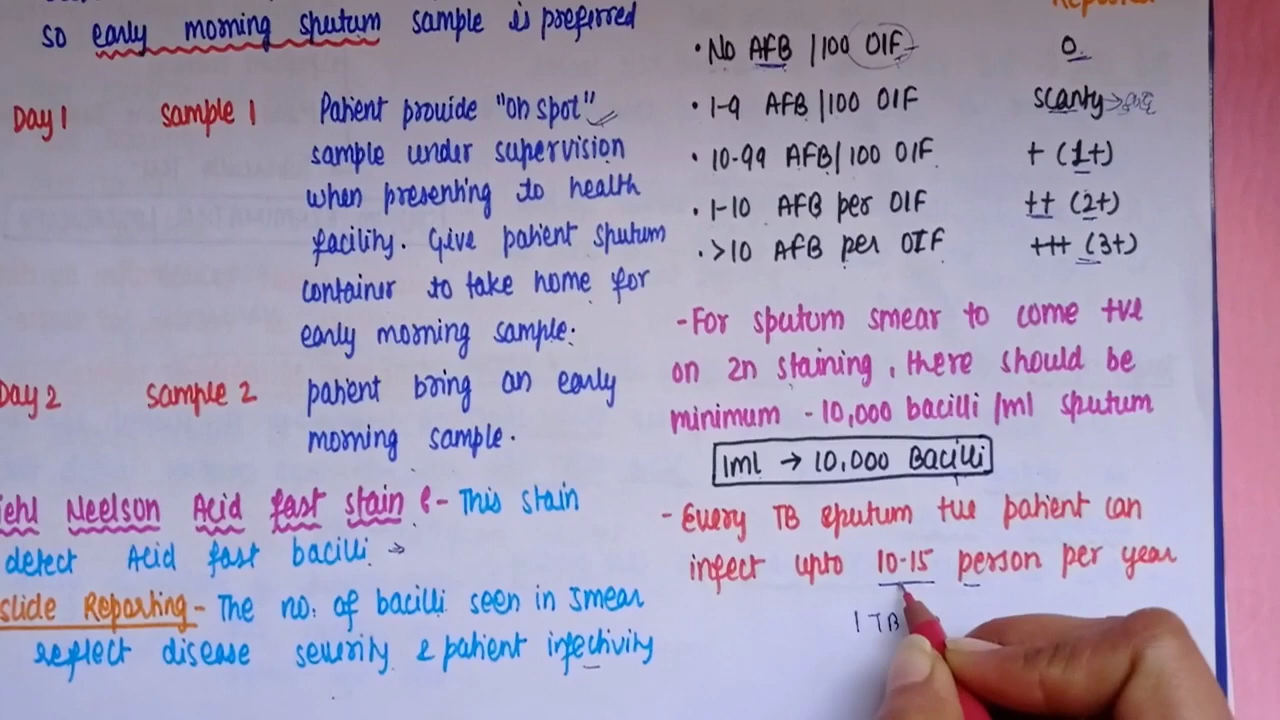 so early morning sputum sample is preferred
Day 1 sample 1 Patient provide "on spot"
sample under supervision
when presenting to health
facility. Give patient sputum
container to take home for
early morning sample.
Day 2 sample 2 patient bring an early
morning sample.
iehl Neelson Acid fast stain :- This stain
detect Acid fast bacilli
slide Reporting - The no. of bacilli seen in smear
reflect disease severity & patient infectivity
• No AFB / 100 OIF 0
• 1-9 AFB / 100 OIF scanty
• 10-99 AFB / 100 OIF + (1+)
• 1-10 AFB per OIF ++ (2+)
• >10 AFB per OIF +++ (3+)
- For sputum smear to come +ve
on Zn staining, there should be
minimum - 10,000 bacilli /ml sputum
1ml → 10,000 Bacilli
- Every TB sputum +ve patient can
infect upto 10-15 person per year
1 TB